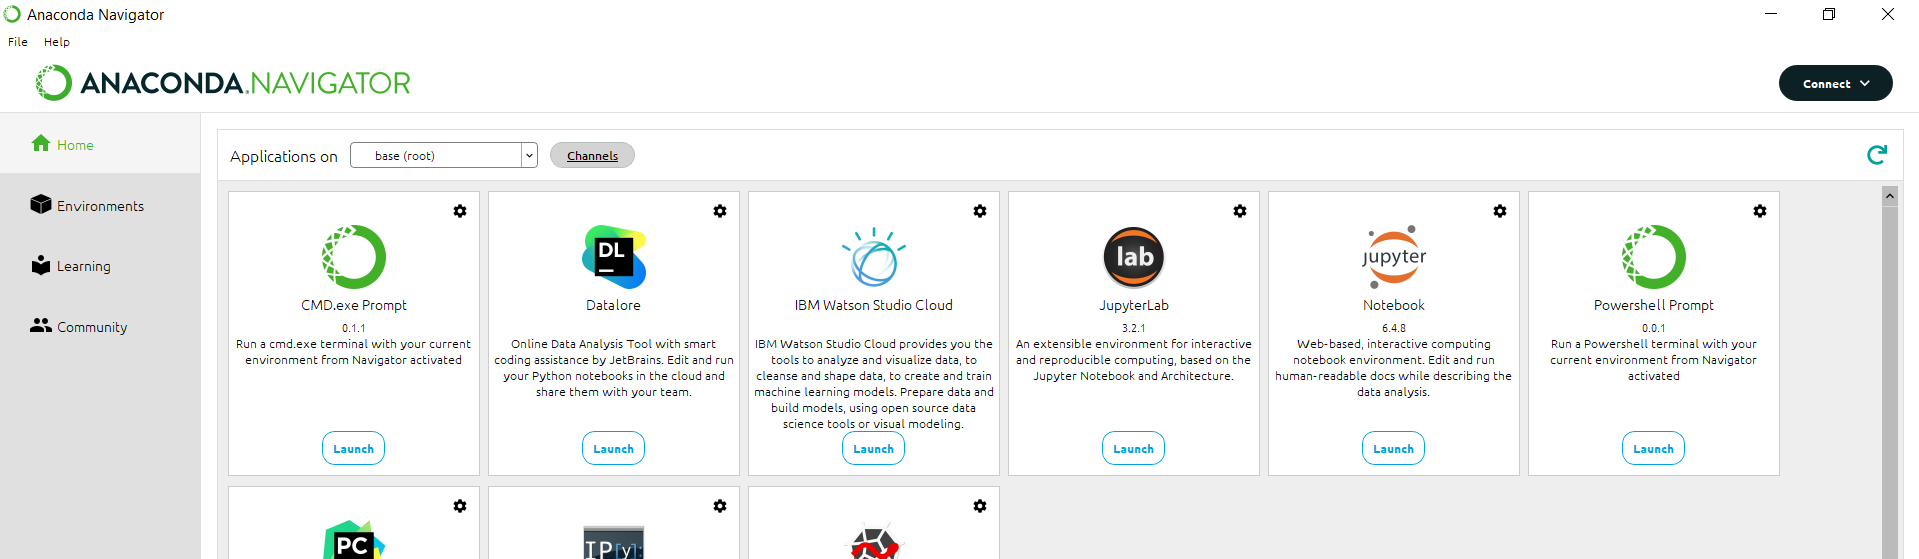 Anaconda Navigator
File Help
ANACONDA.NAVIGATOR
Connect
Home
Environments
Learning
Community
Applications on base (root) Channels
CMD.exe Prompt
0.1.1
Run a cmd.exe terminal with your current
environment from Navigator activated
Launch
DL
Datalore
Online Data Analysis Tool with smart
coding assistance by JetBrains. Edit and run
your Python notebooks in the cloud and
share them with your team.
Launch
IBM Watson Studio Cloud
IBM Watson Studio Cloud provides you the
tools to analyze and visualize data, to
cleanse and shape data, to create and train
machine learning models. Prepare data and
build models, using open source data
science tools or visual modeling.
Launch
lab
JupyterLab
3.2.1
An extensible environment for interactive
and reproducible computing, based on the
Jupyter Notebook and Architecture.
Launch
jupyter
Notebook
6.4.8
Web-based, interactive computing
notebook environment. Edit and run
human-readable docs while describing the
data analysis.
Launch
Powershell Prompt
0.0.1
Run a Powershell terminal with your
current environment from Navigator
activated
Launch
PC
IP[y]: